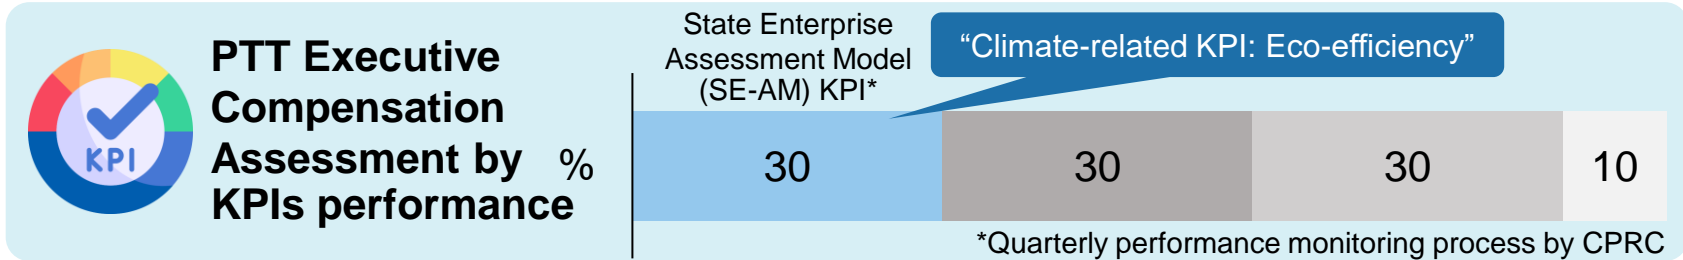 KPI
PTT Executive
Compensation
Assessment by %
KPIs performance
State Enterprise
Assessment Model
(SE-AM) KPI*
“Climate-related KPI: Eco-efficiency”
30 30 30 10
*Quarterly performance monitoring process by CPRC